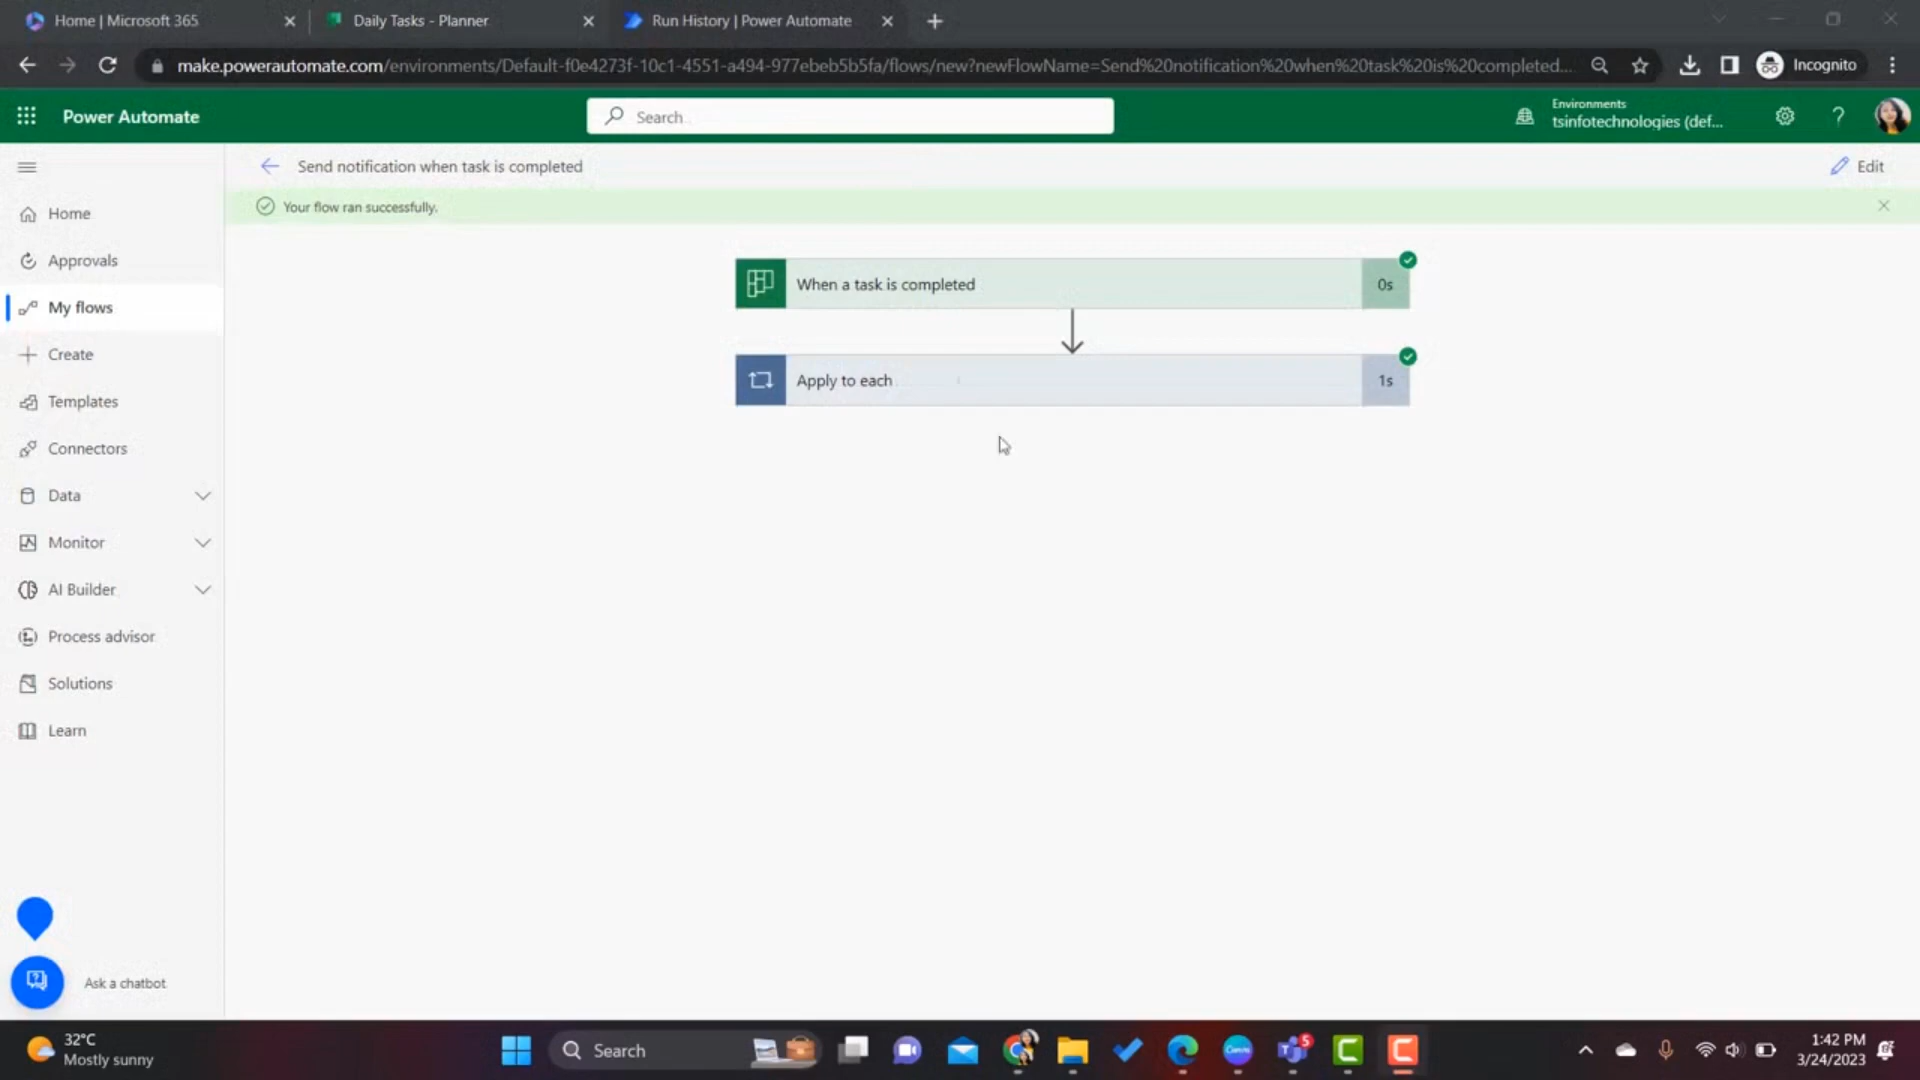 Home | Microsoft 365
Daily Tasks - Planner
Run History | Power Automate
make.powerautomate.com/environments/Default-f0e4273f-10c1-4551-a494-977ebeb5b5fa/flows/new?newFlowName=Send%20notification%20when%20task%20is%20completed...
Incognito
Power Automate
Search
Environments
tsinfotechnologies (def...
?
Send notification when task is completed
Edit
Your flow ran successfully.
Home
Approvals
My flows
Create
Templates
Connectors
Data
Monitor
AI Builder
Process advisor
Solutions
Learn
When a task is completed
0s
Apply to each
1s
Ask a chatbot
32°C
Mostly sunny
Search
Canva
5
1:42 PM
3/24/2023